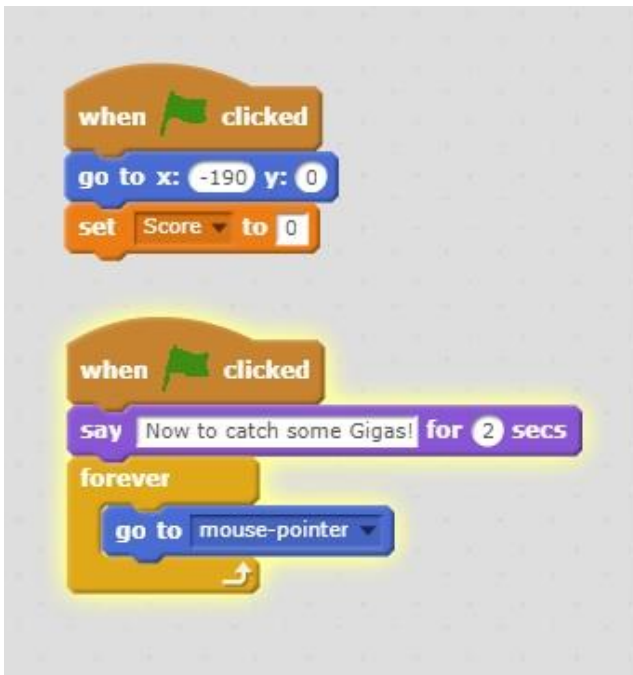 when clicked
go to x: -190 y: 0
set Score to 0
when clicked
say Now to catch some Gigas! for 2 secs
forever
go to mouse-pointer